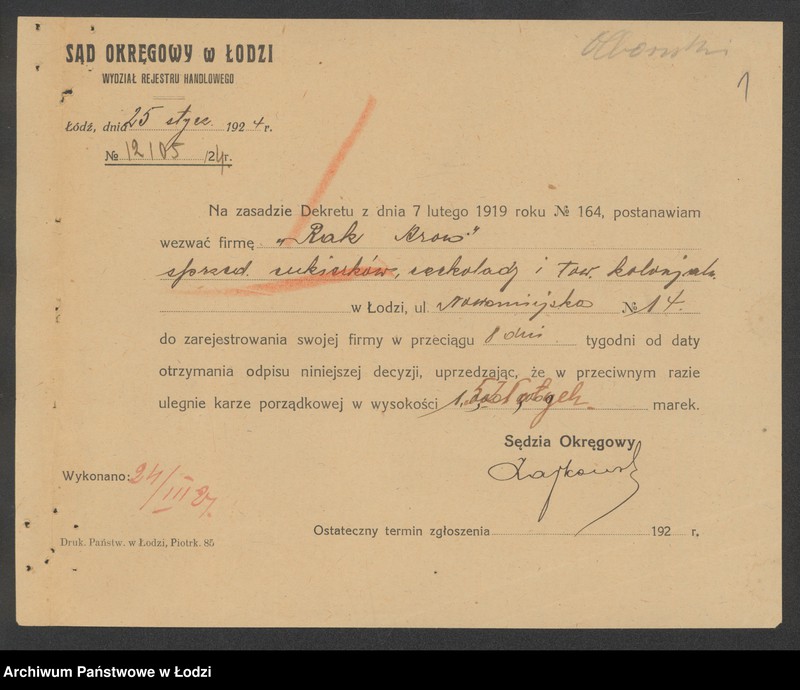 SĄD OKRĘGOWY w ŁODZI
WYDZIAŁ REJESTRU HANDLOWEGO
1
Łódź, dnia 25 stycz. 1924 r.
№ 12105/24r.
Na zasadzie Dekretu z dnia 7 lutego 1919 roku № 164, postanawiam
wezwać firmę „Rak Aron"
sprzed. cukierków, czekolady i tow. kolonjaln.
w Łodzi, ul. Nowomiejska № 14.
do zarejestrowania swojej firmy w przeciągu 8 dni tygodni od daty
otrzymania odpisu niniejszej decyzji, uprzedzając, że w przeciwnym razie
ulegnie karze porządkowej w wysokości złotych marek.
Sędzia Okręgowy
Wykonano: 24/III 24.
Ostateczny termin zgłoszenia 192 r.
Druk. Państw. w Łodzi, Piotrk. 85
Archiwum Państwowe w Łodzi